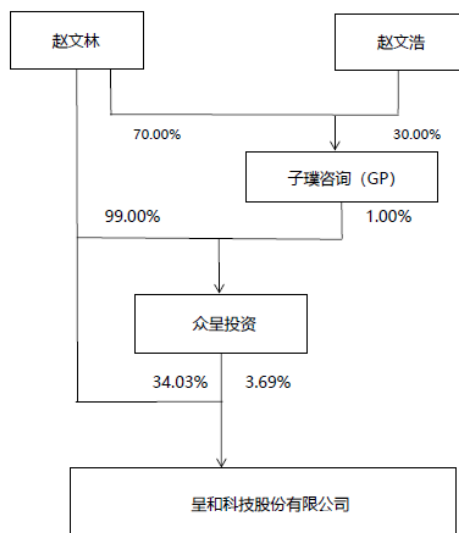 赵文林
赵文浩
70.00%
30.00%
子璞咨询（GP）
99.00%
1.00%
众呈投资
34.03%
3.69%
呈和科技股份有限公司